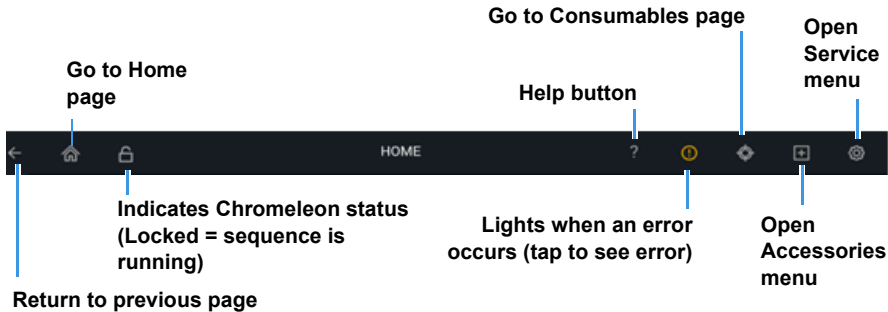 Go to Consumables page
Open
Service
menu
Go to Home
page
Help button
HOME
?
Indicates Chromeleon status
(Locked = sequence is
running)
Lights when an error
occurs (tap to see error)
Open
Accessories
menu
Return to previous page